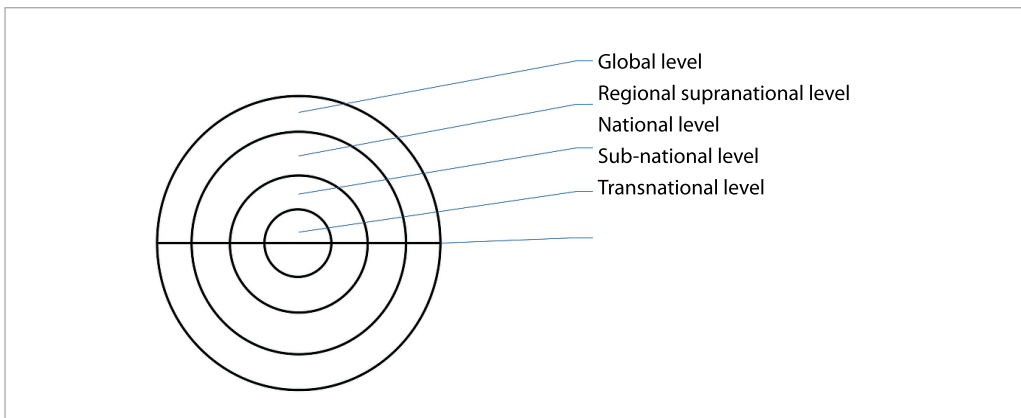 Global level
Regional supranational level
National level
Sub-national level
Transnational level